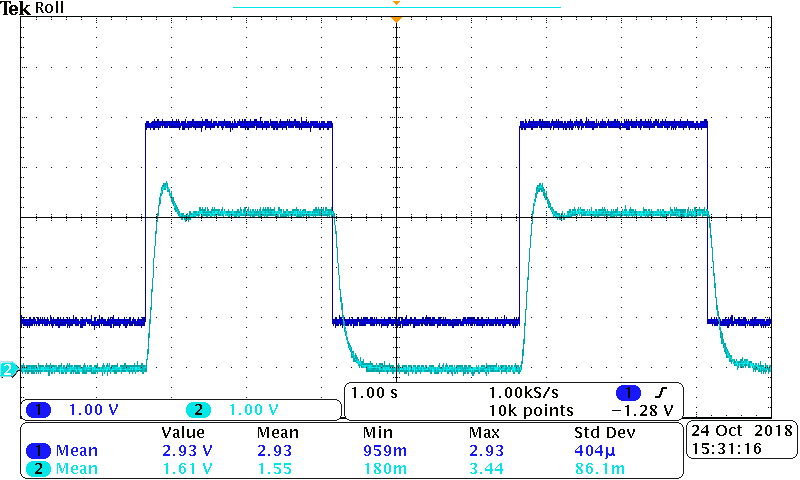 Tek Roll
2
1.00 s 1.00kS/s 1
10k points −1.28 V
1 1.00 V 2 1.00 V
Value Mean Min Max Std Dev
1 Mean 2.93 V 2.93 959m 2.93 404µ
2 Mean 1.61 V 1.55 180m 3.44 86.1m
24 Oct 2018
15:31:16